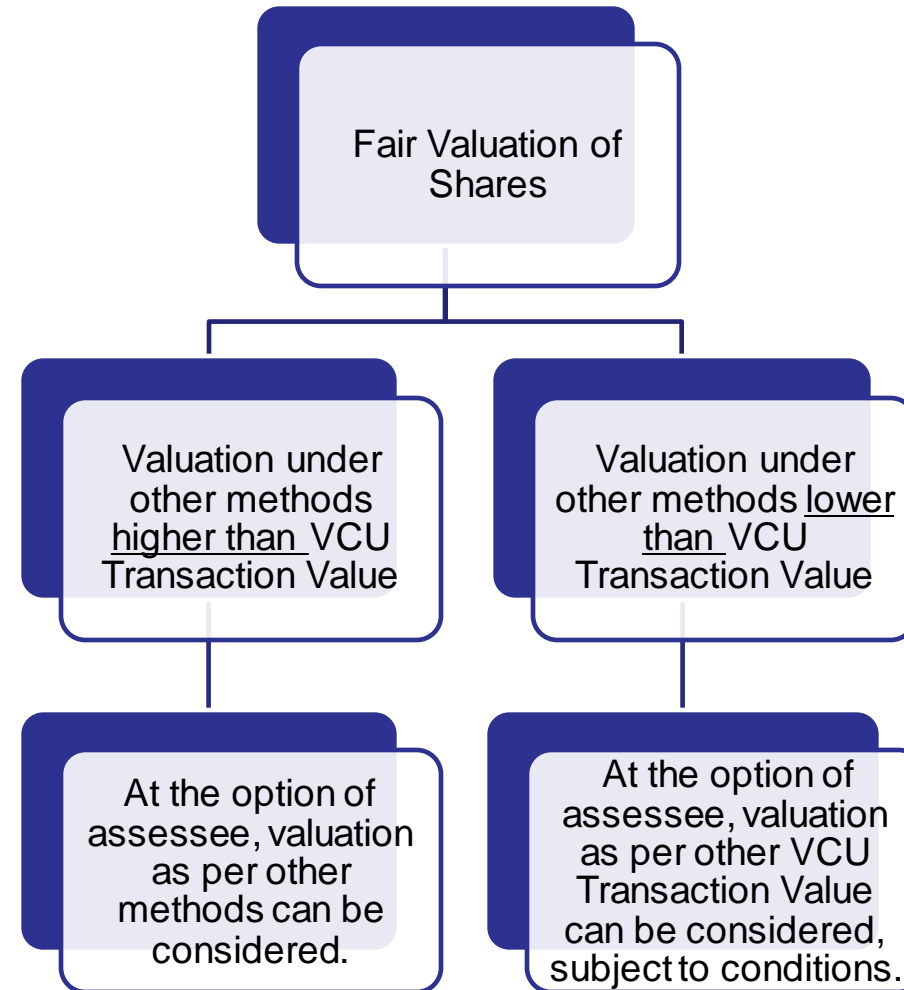 Fair Valuation of
Shares
Valuation under
other methods
higher than VCU
Transaction Value
Valuation under
other methods lower
than VCU
Transaction Value
At the option of
assessee, valuation
as per other
methods can be
considered.
At the option of
assessee, valuation
as per other VCU
Transaction Value
can be considered,
subject to conditions.